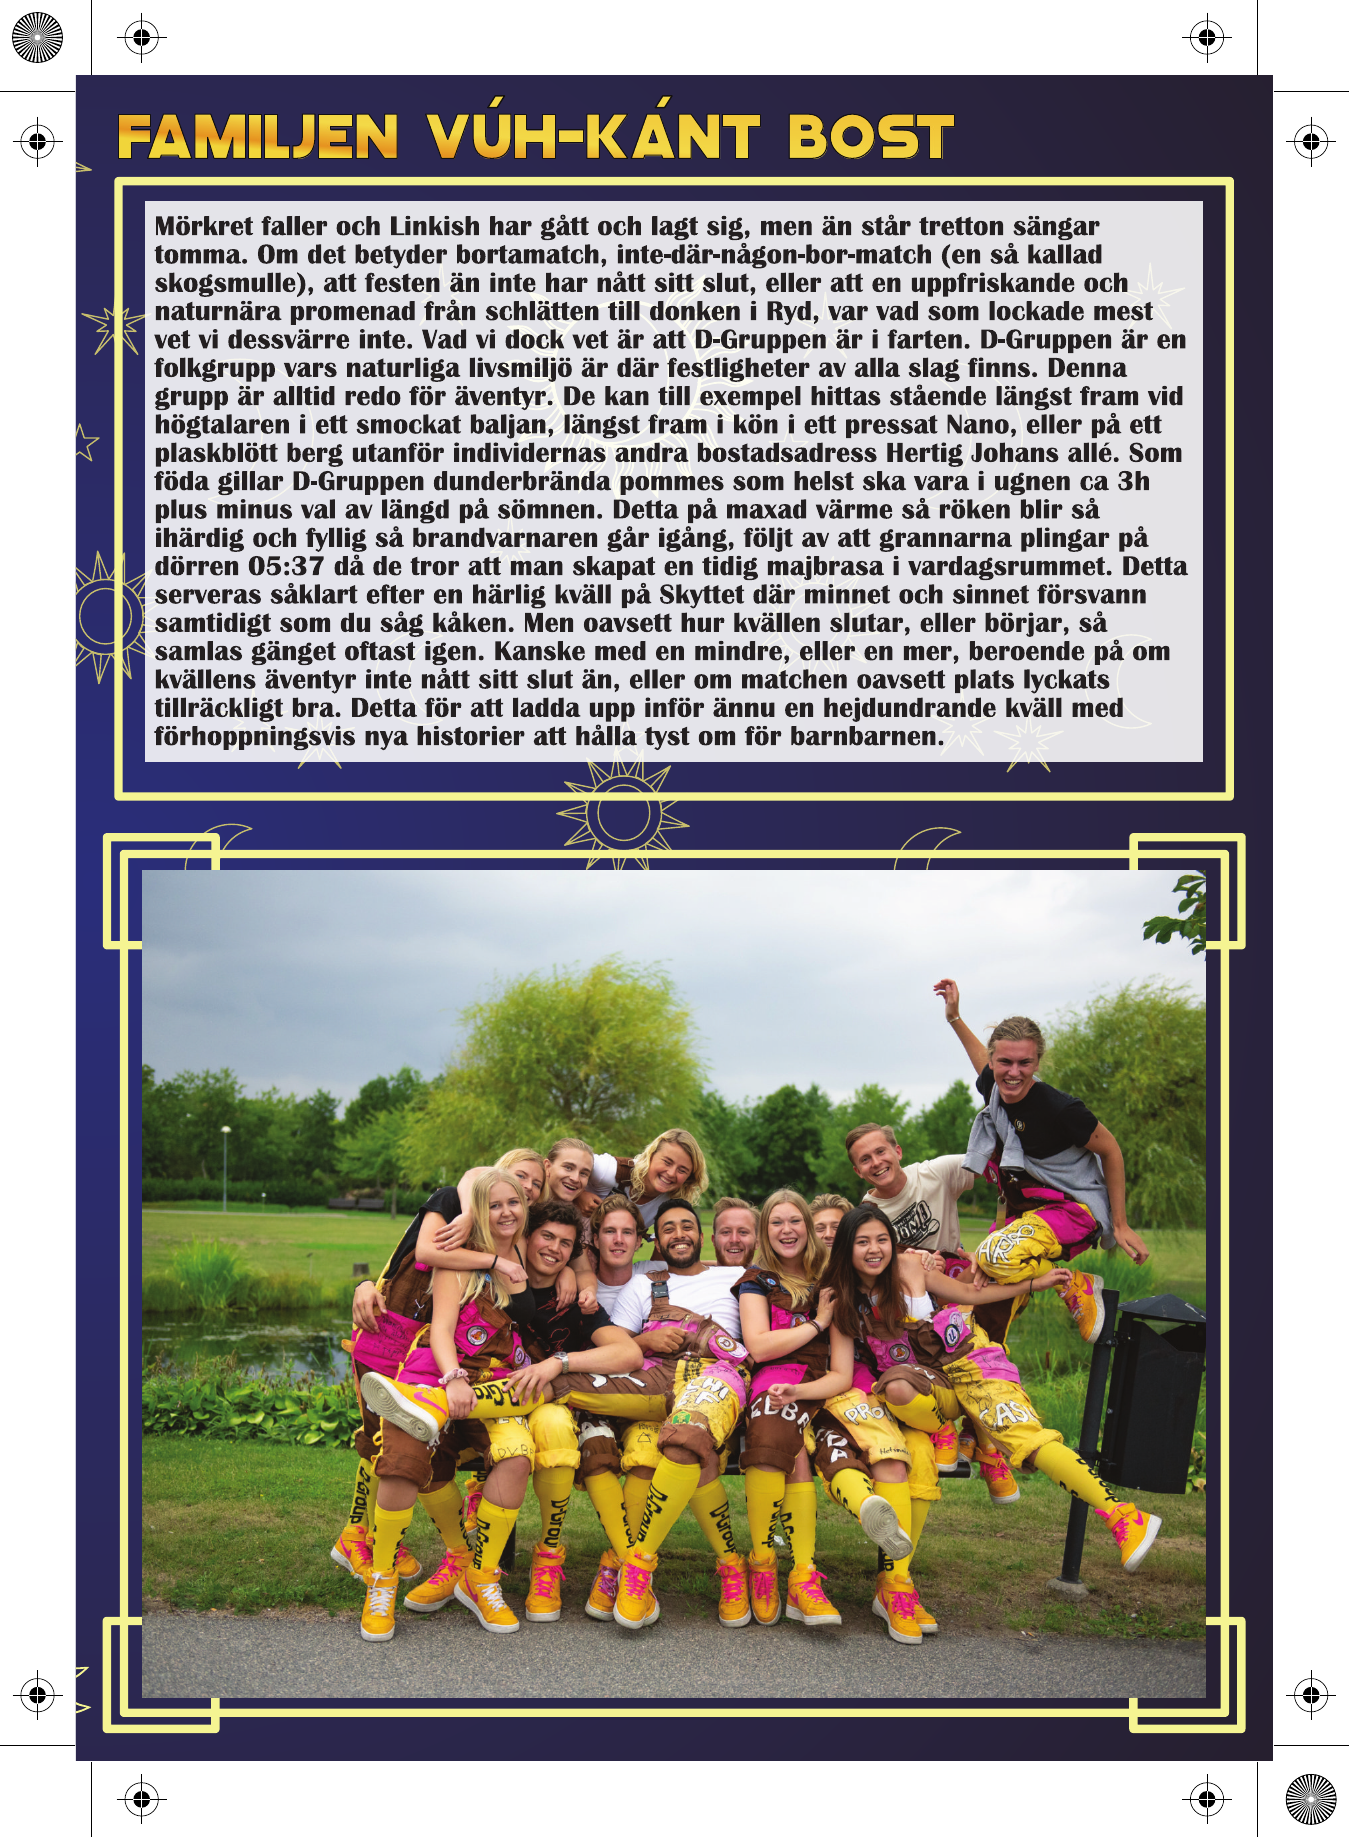 FAMILJEN VÚH-KÁNT BOST
Mörkret faller och Linkish har gått och lagt sig, men än står tretton sängar
tomma. Om det betyder bortamatch, inte-där-någon-bor-match (en så kallad
skogsmulle), att festen än inte har nått sitt slut, eller att en uppfriskande och
naturnära promenad från schlätten till donken i Ryd, var vad som lockade mest
vet vi dessvärre inte. Vad vi dock vet är att D-Gruppen är i farten. D-Gruppen är en
folkgrupp vars naturliga livsmiljö är där festligheter av alla slag finns. Denna
grupp är alltid redo för äventyr. De kan till exempel hittas stående längst fram vid
högtalaren i ett smockat baljan, längst fram i kön i ett pressat Nano, eller på ett
plaskblött berg utanför individernas andra bostadsadress Hertig Johans allé. Som
föda gillar D-Gruppen dunderbrända pommes som helst ska vara i ugnen ca 3h
plus minus val av längd på sömnen. Detta på maxad värme så röken blir så
ihärdig och fyllig så brandvarnaren går igång, följt av att grannarna plingar på
dörren 05:37 då de tror att man skapat en tidig majbrasa i vardagsrummet. Detta
serveras såklart efter en härlig kväll på Skyttet där minnet och sinnet försvann
samtidigt som du såg kåken. Men oavsett hur kvällen slutar, eller börjar, så
samlas gänget oftast igen. Kanske med en mindre, eller en mer, beroende på om
kvällens äventyr inte nått sitt slut än, eller om matchen oavsett plats lyckats
tillräckligt bra. Detta för att ladda upp inför ännu en hejdundrande kväll med
förhoppningsvis nya historier att hålla tyst om för barnbarnen.
D-Group
D-Group
D-Group
D-Group
D-Group
D-Group